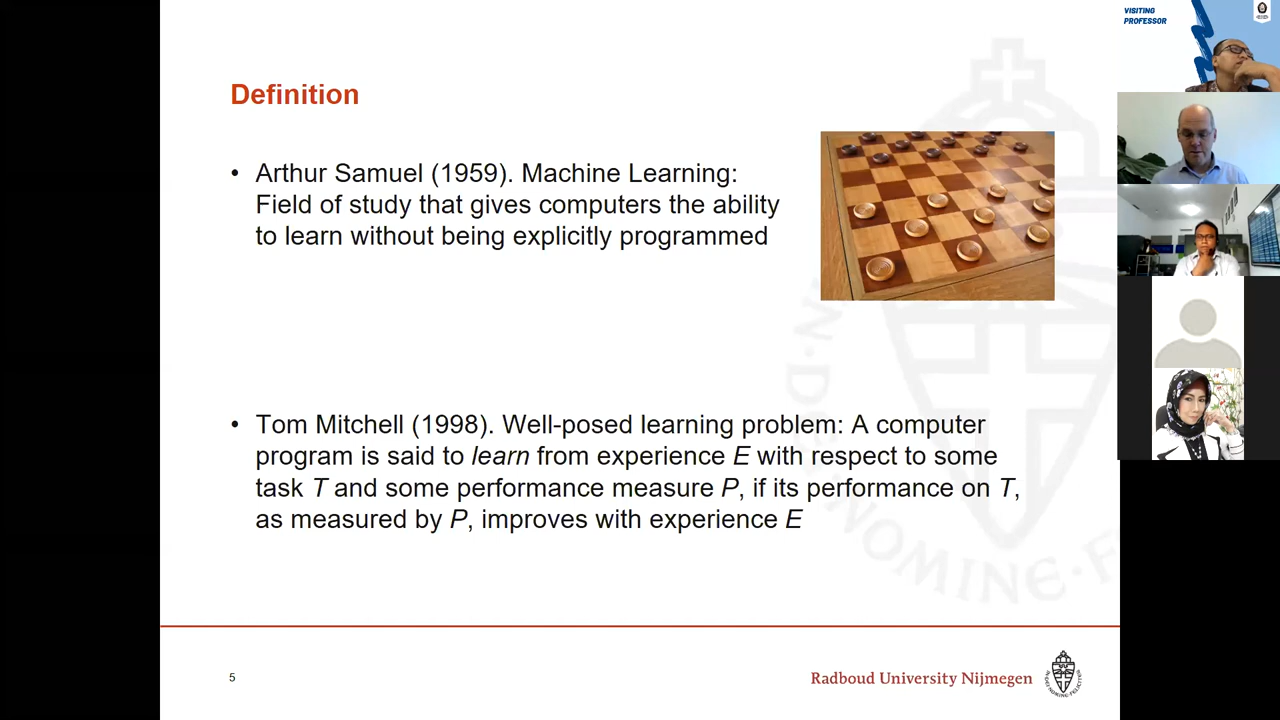 VISITING
PROFESSOR
Definition
• Arthur Samuel (1959). Machine Learning:
Field of study that gives computers the ability
to learn without being explicitly programmed
• Tom Mitchell (1998). Well-posed learning problem: A computer
program is said to learn from experience E with respect to some
task T and some performance measure P, if its performance on T,
as measured by P, improves with experience E
5
Radboud University Nijmegen